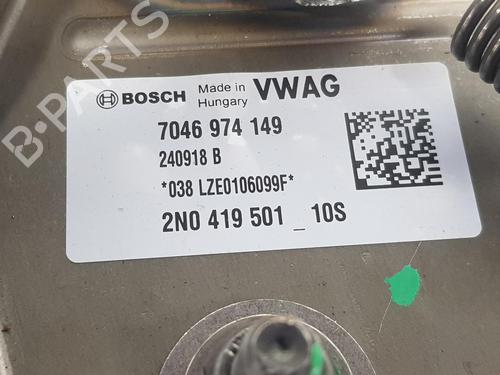 BOSCH Made in Hungary VWAG
7046 974 149
240918 B
*038 LZE0106099F*
2N0 419 501 _ 10S
B-PARTS